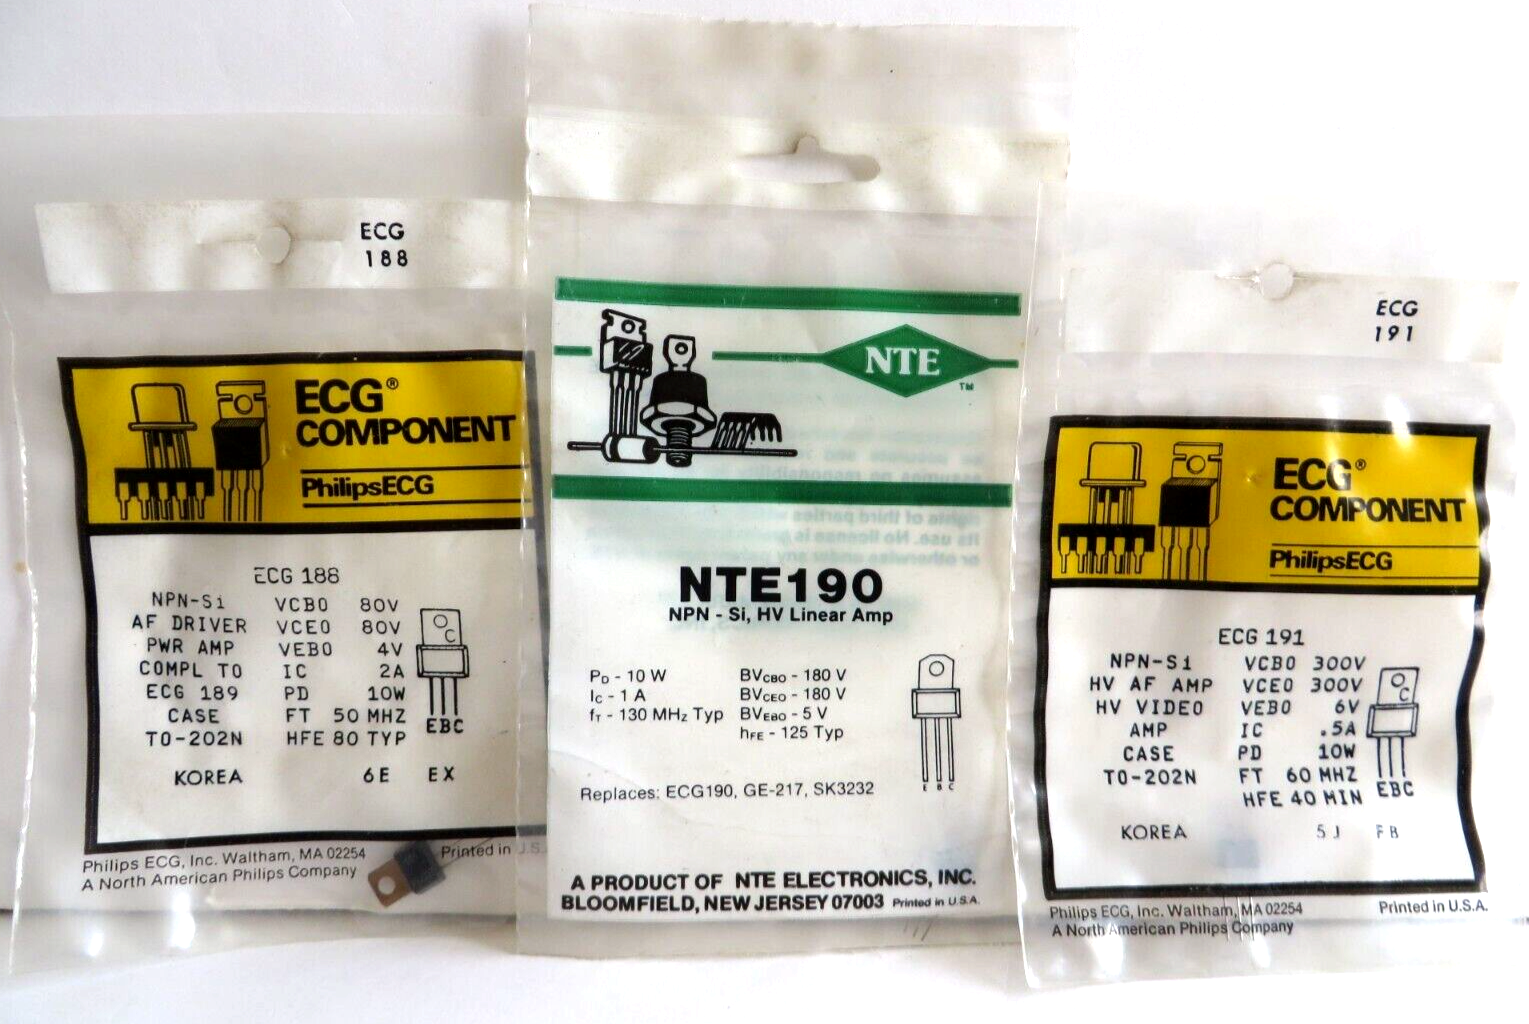 ECG
188
ECG®
COMPONENT
PhilipsECG
ECG 188
NPN-Si VCBO 80V
AF DRIVER VCEO 80V
PWR AMP VEBO 4V
COMPL TO IC 2A
ECG 189 PD 10W
CASE FT 50 MHZ
TO-202N HFE 80 TYP
C
EBC
KOREA 6E EX
Philips ECG, Inc. Waltham, MA 02254 Printed in U.S.
A North American Philips Company
NTE
TM
NTE190
NPN - Si, HV Linear Amp
PD - 10 W BVCBO - 180 V
IC - 1 A BVCEO - 180 V
fT - 130 MHz Typ BVEBO - 5 V
hFE - 125 Typ
E B C
Replaces: ECG190, GE-217, SK3232
A PRODUCT OF NTE ELECTRONICS, INC.
BLOOMFIELD, NEW JERSEY 07003 Printed in U.S.A.
ECG
191
ECG®
COMPONENT
PhilipsECG
ECG 191
NPN-Si VCBO 300V
HV AF AMP VCEO 300V
HV VIDEO VEBO 6V
AMP IC .5A
CASE PD 10W
TO-202N FT 60 MHZ
HFE 40 MIN
C
EBC
KOREA 5J FB
Philips ECG, Inc. Waltham, MA 02254 Printed in U.S.A.
A North American Philips Company